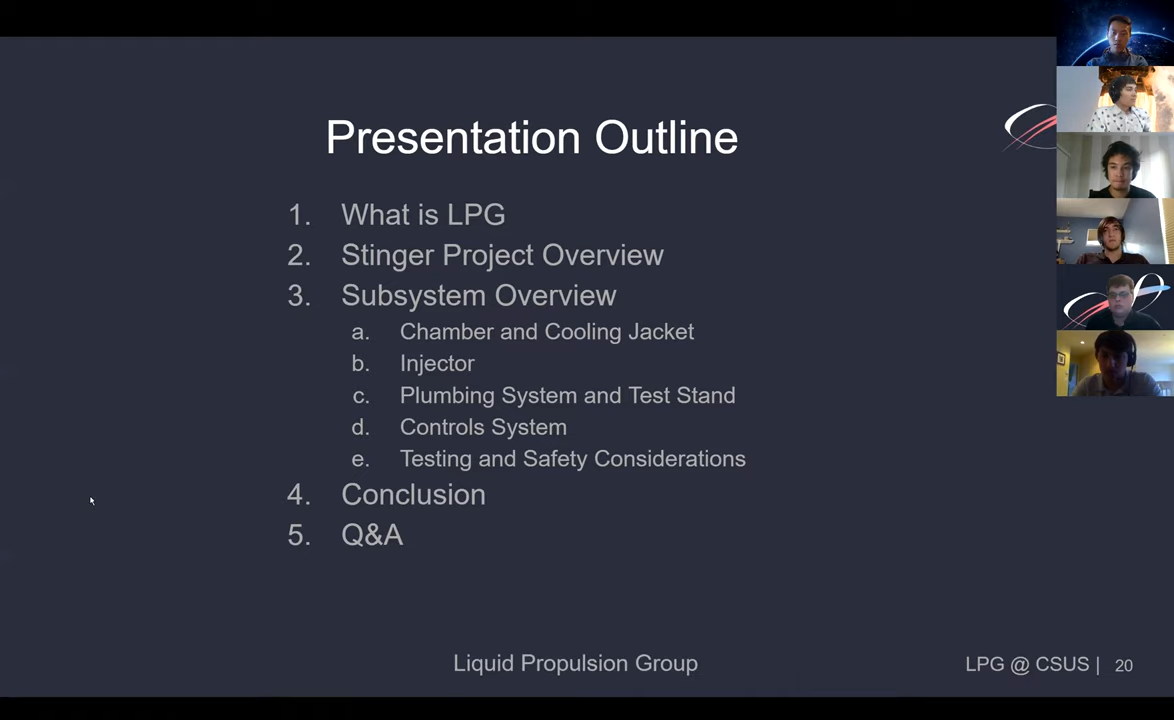 Presentation Outline
1. What is LPG
2. Stinger Project Overview
3. Subsystem Overview
a. Chamber and Cooling Jacket
b. Injector
c. Plumbing System and Test Stand
d. Controls System
e. Testing and Safety Considerations
4. Conclusion
5. Q&A
Liquid Propulsion Group
LPG @ CSUS | 20